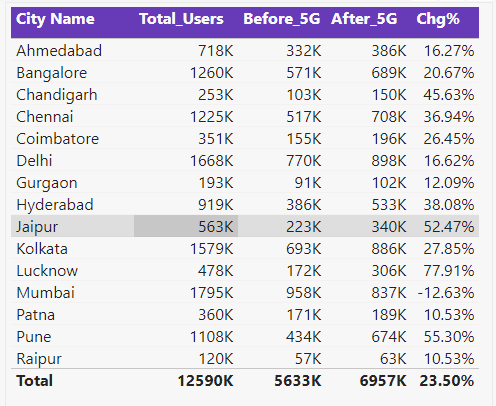 City Name Total_Users Before_5G After_5G Chg%
Ahmedabad 718K 332K 386K 16.27%
Bangalore 1260K 571K 689K 20.67%
Chandigarh 253K 103K 150K 45.63%
Chennai 1225K 517K 708K 36.94%
Coimbatore 351K 155K 196K 26.45%
Delhi 1668K 770K 898K 16.62%
Gurgaon 193K 91K 102K 12.09%
Hyderabad 919K 386K 533K 38.08%
Jaipur 563K 223K 340K 52.47%
Kolkata 1579K 693K 886K 27.85%
Lucknow 478K 172K 306K 77.91%
Mumbai 1795K 958K 837K -12.63%
Patna 360K 171K 189K 10.53%
Pune 1108K 434K 674K 55.30%
Raipur 120K 57K 63K 10.53%
Total 12590K 5633K 6957K 23.50%